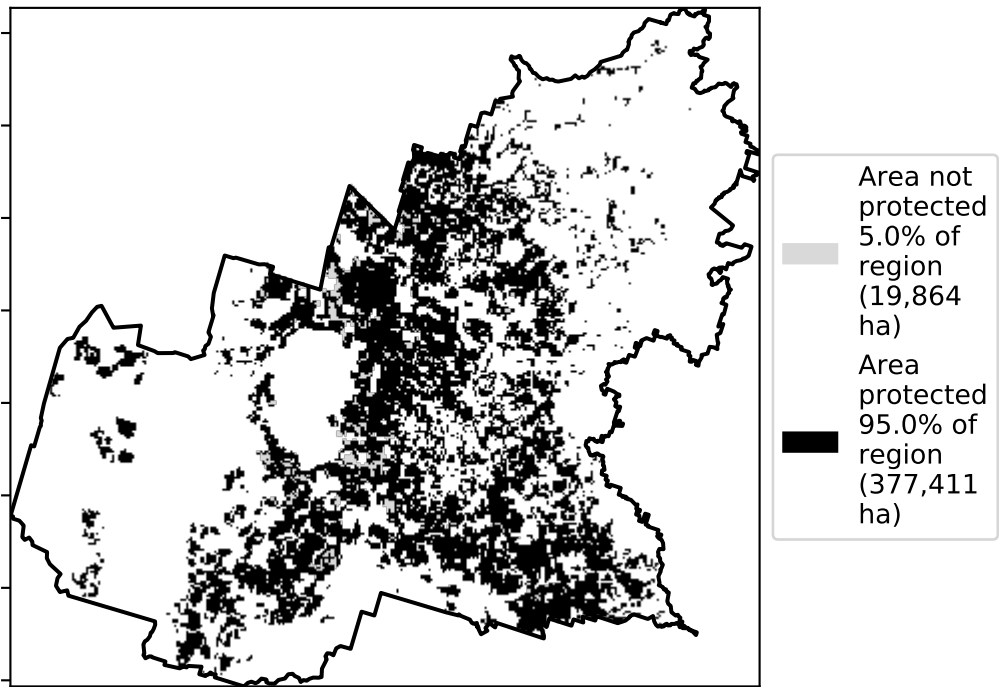 Area not
protected
5.0% of
region
(19,864
ha)
Area
protected
95.0% of
region
(377,411
ha)